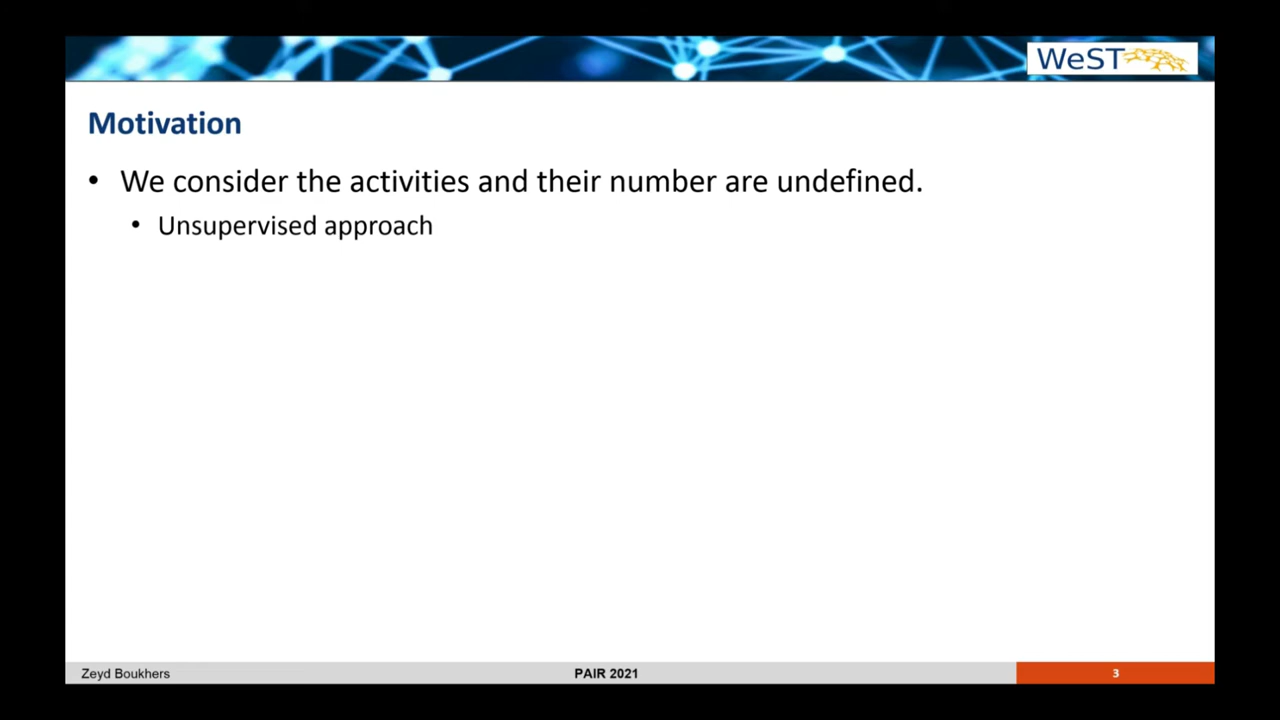 WeST
Motivation
• We consider the activities and their number are undefined.
• Unsupervised approach
Zeyd Boukhers
PAIR 2021
3